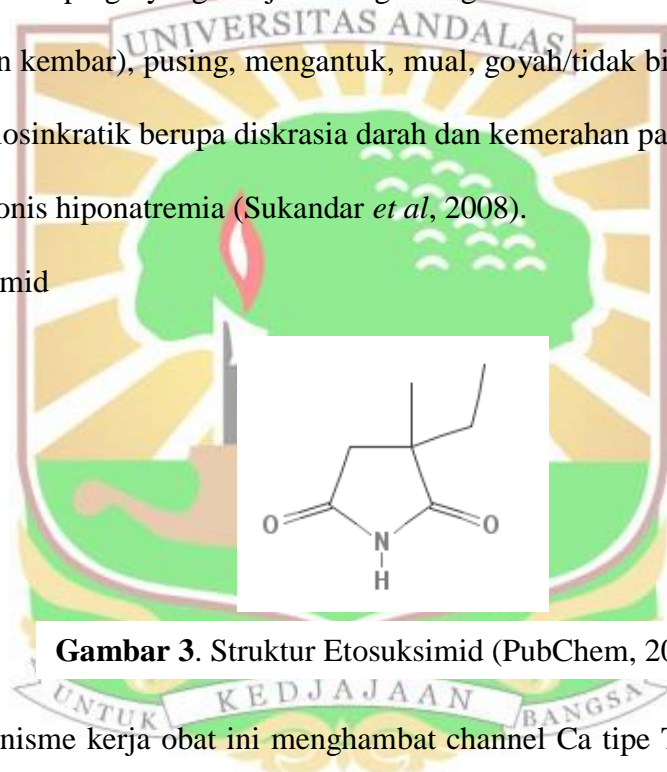 UNIVERSITAS ANDALAS
n kembar), pusing, mengantuk, mual, goyah/tidak bi
losinkratik berupa diskrasia darah dan kemerahan pa
onis hiponatremia (Sukandar et al, 2008).
mid
O
N
H
O
Gambar 3. Struktur Etosuksimid (PubChem, 20
UNTUK KEDJAJAAN BANGSA
nisme kerja obat ini menghambat channel Ca tipe T